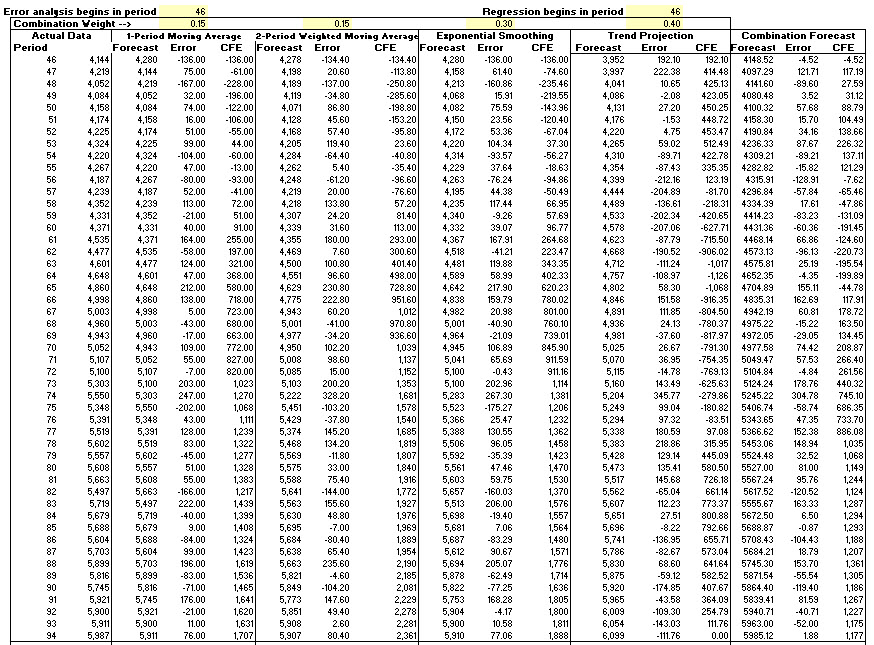 Error analysis begins in period 46 Regression begins in period 46
Combination Weight --> 0.15 0.15 0.30 0.40
Actual Data 1-Period Moving Average 2-Period Weighted Moving Average Exponential Smoothing Trend Projection Combination Forecast
Period Forecast Error CFE Forecast Error CFE Forecast Error CFE Forecast Error CFE Forecast Error CFE
46 4,144 4,280 -136.00 -136.00 4,278 -134.40 -134.40 4,280 -136.00 -136.00 3,952 192.10 192.10 4148.52 -4.52 -4.52
47 4,219 4,144 75.00 -61.00 4,198 20.60 -113.80 4,158 61.40 -74.60 3,997 222.38 414.48 4097.29 121.71 117.19
48 4,052 4,219 -167.00 -228.00 4,189 -137.00 -250.80 4,213 -160.86 -235.46 4,041 10.65 425.13 4141.60 -89.60 27.59
49 4,084 4,052 32.00 -196.00 4,119 -34.80 -285.60 4,068 15.91 -219.55 4,086 -2.08 423.05 4080.48 3.52 31.12
50 4,158 4,084 74.00 -122.00 4,071 86.80 -198.80 4,082 75.59 -143.96 4,131 27.20 450.25 4100.32 57.68 88.79
51 4,174 4,158 16.00 -106.00 4,128 45.60 -153.20 4,150 23.56 -120.40 4,176 -1.53 448.72 4158.30 15.70 104.49
52 4,225 4,174 51.00 -55.00 4,168 57.40 -95.80 4,172 53.36 -67.04 4,220 4.75 453.47 4190.84 34.16 138.66
53 4,324 4,225 99.00 44.00 4,205 119.40 23.60 4,220 104.34 37.30 4,265 59.02 512.49 4236.33 87.67 226.32
54 4,220 4,324 -104.00 -60.00 4,284 -64.40 -40.80 4,314 -93.57 -56.27 4,310 -89.71 422.78 4309.21 -89.21 137.11
55 4,267 4,220 47.00 -13.00 4,262 5.40 -35.40 4,229 37.64 -18.63 4,354 -87.43 335.35 4282.82 -15.82 121.29
56 4,187 4,267 -80.00 -93.00 4,248 -61.20 -96.60 4,263 -76.24 -94.86 4,399 -212.16 123.19 4315.91 -128.91 -7.62
57 4,239 4,187 52.00 -41.00 4,219 20.00 -76.60 4,195 44.38 -50.49 4,444 -204.89 -81.70 4296.84 -57.84 -65.46
58 4,352 4,239 113.00 72.00 4,218 133.80 57.20 4,235 117.44 66.95 4,489 -136.61 -218.31 4334.39 17.61 -47.86
59 4,331 4,352 -21.00 51.00 4,307 24.20 81.40 4,340 -9.26 57.69 4,533 -202.34 -420.65 4414.23 -83.23 -131.09
60 4,371 4,331 40.00 91.00 4,339 31.60 113.00 4,332 39.07 96.77 4,578 -207.06 -627.71 4431.36 -60.36 -191.45
61 4,535 4,371 164.00 255.00 4,355 180.00 293.00 4,367 167.91 264.68 4,623 -87.79 -715.50 4468.14 66.86 -124.60
62 4,477 4,535 -58.00 197.00 4,469 7.60 300.60 4,518 -41.21 223.47 4,668 -190.52 -906.02 4573.13 -96.13 -220.73
63 4,601 4,477 124.00 321.00 4,500 100.80 401.40 4,481 119.88 343.35 4,712 -111.24 -1,017 4575.81 25.19 -195.54
64 4,648 4,601 47.00 368.00 4,551 96.60 498.00 4,589 58.99 402.33 4,757 -108.97 -1,126 4652.35 -4.35 -199.89
65 4,860 4,648 212.00 580.00 4,629 230.80 728.80 4,642 217.90 620.23 4,802 58.30 -1,068 4704.89 155.11 -44.78
66 4,998 4,860 138.00 718.00 4,775 222.80 951.60 4,838 159.79 780.02 4,846 151.58 -916.35 4835.31 162.69 117.91
67 5,003 4,998 5.00 723.00 4,943 60.20 1,012 4,982 20.98 801.00 4,891 111.85 -804.50 4942.19 60.81 178.72
68 4,960 5,003 -43.00 680.00 5,001 -41.00 970.80 5,001 -40.90 760.10 4,936 24.13 -780.37 4975.22 -15.22 163.50
69 4,943 4,960 -17.00 663.00 4,977 -34.20 936.60 4,964 -21.09 739.01 4,981 -37.60 -817.97 4972.05 -29.05 134.45
70 5,052 4,943 109.00 772.00 4,950 102.20 1,039 4,945 106.89 845.90 5,025 26.67 -791.30 4977.58 74.42 208.87
71 5,107 5,052 55.00 827.00 5,008 98.60 1,137 5,041 65.69 911.59 5,070 36.95 -754.35 5049.47 57.53 266.40
72 5,100 5,107 -7.00 820.00 5,085 15.00 1,152 5,100 -0.43 911.16 5,115 -14.78 -769.13 5104.84 -4.84 261.56
73 5,303 5,100 203.00 1,023 5,103 200.20 1,353 5,100 202.96 1,114 5,160 143.49 -625.63 5124.24 178.76 440.32
74 5,550 5,303 247.00 1,270 5,222 328.20 1,681 5,283 267.30 1,381 5,204 345.77 -279.86 5245.22 304.78 745.10
75 5,348 5,550 -202.00 1,068 5,451 -103.20 1,578 5,523 -175.27 1,206 5,249 99.04 -180.82 5406.74 -58.74 686.35
76 5,391 5,348 43.00 1,111 5,429 -37.80 1,540 5,366 25.47 1,232 5,294 97.32 -83.51 5343.65 47.35 733.70
77 5,519 5,391 128.00 1,239 5,374 145.20 1,685 5,388 130.55 1,362 5,338 180.59 97.08 5366.62 152.38 886.08
78 5,602 5,519 83.00 1,322 5,468 134.20 1,819 5,506 96.05 1,458 5,383 218.86 315.95 5453.06 148.94 1,035
79 5,557 5,602 -45.00 1,277 5,569 -11.80 1,807 5,592 -35.39 1,423 5,428 129.14 445.09 5524.48 32.52 1,068
80 5,608 5,557 51.00 1,328 5,575 33.00 1,840 5,561 47.46 1,470 5,473 135.41 580.50 5527.00 81.00 1,149
81 5,663 5,608 55.00 1,383 5,588 75.40 1,916 5,603 59.75 1,530 5,517 145.68 726.18 5567.24 95.76 1,244
82 5,497 5,663 -166.00 1,217 5,641 -144.00 1,772 5,657 -160.03 1,370 5,562 -65.04 661.14 5617.52 -120.52 1,124
83 5,719 5,497 222.00 1,439 5,563 155.60 1,927 5,513 206.00 1,576 5,607 112.23 773.37 5555.67 163.33 1,287
84 5,679 5,719 -40.00 1,399 5,630 48.80 1,976 5,698 -19.40 1,557 5,651 27.51 800.88 5672.50 6.50 1,294
85 5,688 5,679 9.00 1,408 5,695 -7.00 1,969 5,681 7.06 1,564 5,696 -8.22 792.66 5688.87 -0.87 1,293
86 5,604 5,688 -84.00 1,324 5,684 -80.40 1,889 5,687 -83.29 1,480 5,741 -136.95 655.71 5708.43 -104.43 1,188
87 5,703 5,604 99.00 1,423 5,638 65.40 1,954 5,612 90.67 1,571 5,786 -82.67 573.04 5684.21 18.79 1,207
88 5,899 5,703 196.00 1,619 5,663 235.60 2,190 5,694 205.07 1,776 5,830 68.60 641.64 5745.30 153.70 1,361
89 5,816 5,899 -83.00 1,536 5,821 -4.60 2,185 5,878 -62.49 1,714 5,875 -59.12 582.52 5871.54 -55.54 1,305
90 5,745 5,816 -71.00 1,465 5,849 -104.20 2,081 5,822 -77.25 1,636 5,920 -174.85 407.67 5864.40 -119.40 1,186
91 5,921 5,745 176.00 1,641 5,773 147.60 2,229 5,753 168.28 1,805 5,965 -43.58 364.09 5839.41 81.59 1,267
92 5,900 5,921 -21.00 1,620 5,851 49.40 2,278 5,904 -4.17 1,800 6,009 -109.30 254.79 5940.71 -40.71 1,227
93 5,911 5,900 11.00 1,631 5,908 2.60 2,281 5,900 10.58 1,811 6,054 -143.03 111.76 5963.00 -52.00 1,175
94 5,987 5,911 76.00 1,707 5,907 80.40 2,361 5,910 77.06 1,888 6,099 -111.76 0.00 5985.12 1.88 1,177